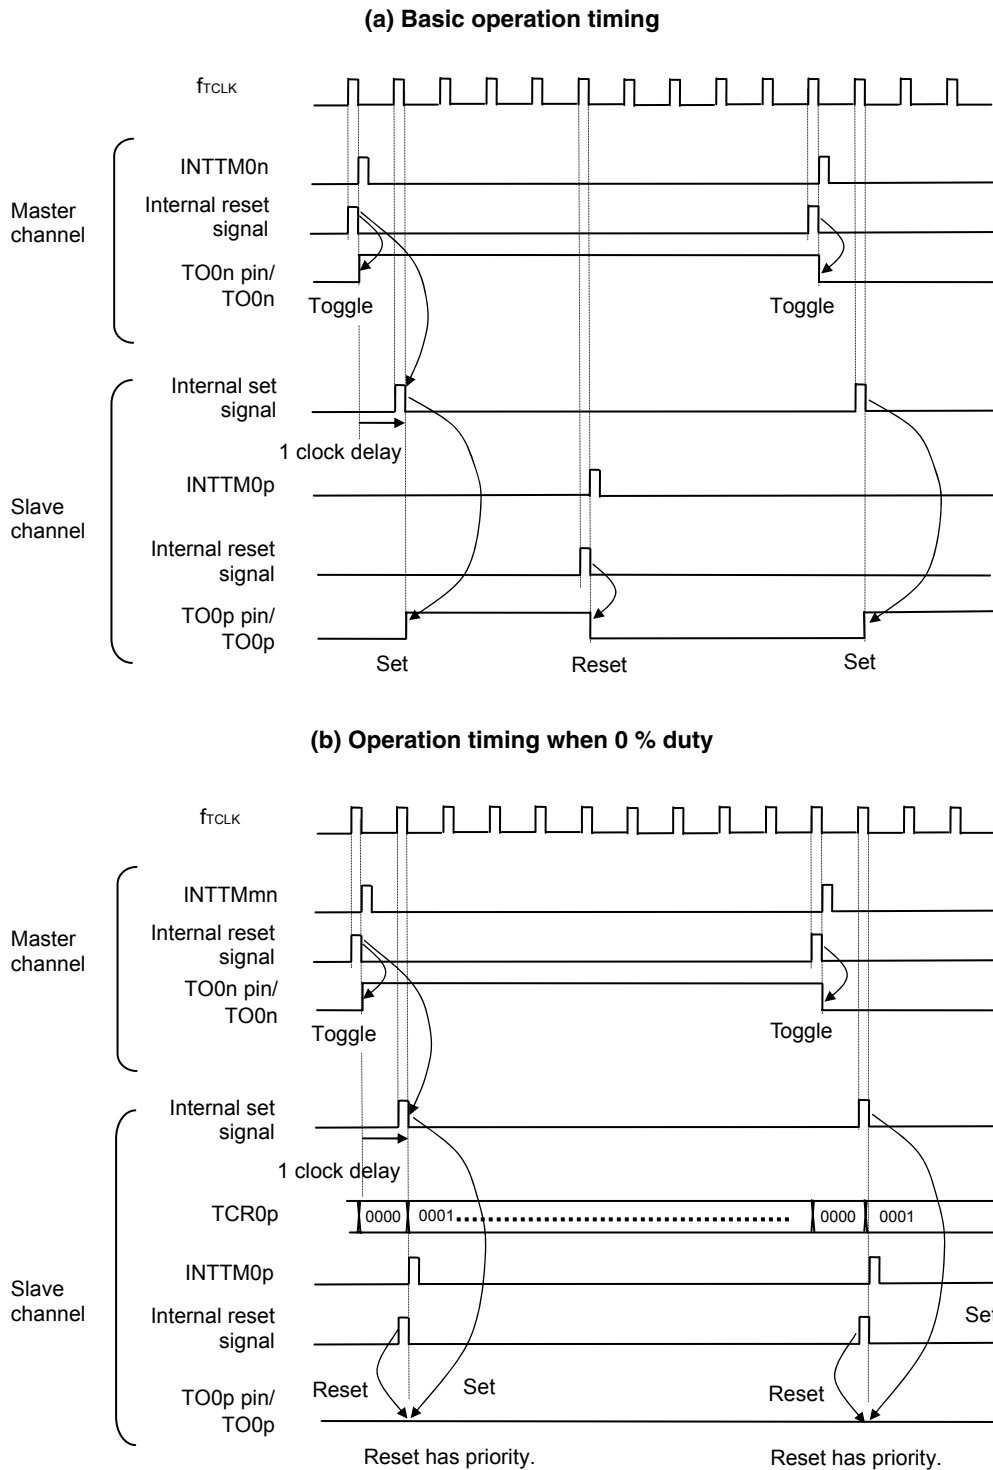 (a) Basic operation timing
fTCLK
INTTM0n
Master
channel
Internal reset
signal
TO0n pin/
TO0n
Toggle
Toggle
Internal set
signal
1 clock delay
INTTM0p
Slave
channel
Internal reset
signal
TO0p pin/
TO0p
Set
Reset
Set
(b) Operation timing when 0 % duty
fTCLK
INTTMmn
Master
channel
Internal reset
signal
TO0n pin/
TO0n
Toggle
Toggle
Internal set
signal
1 clock delay
TCR0p
0000
0001
0000
0001
INTTM0p
Slave
channel
Internal reset
signal
Set
Reset
Set
Reset
TO0p pin/
TO0p
Reset has priority.
Reset has priority.